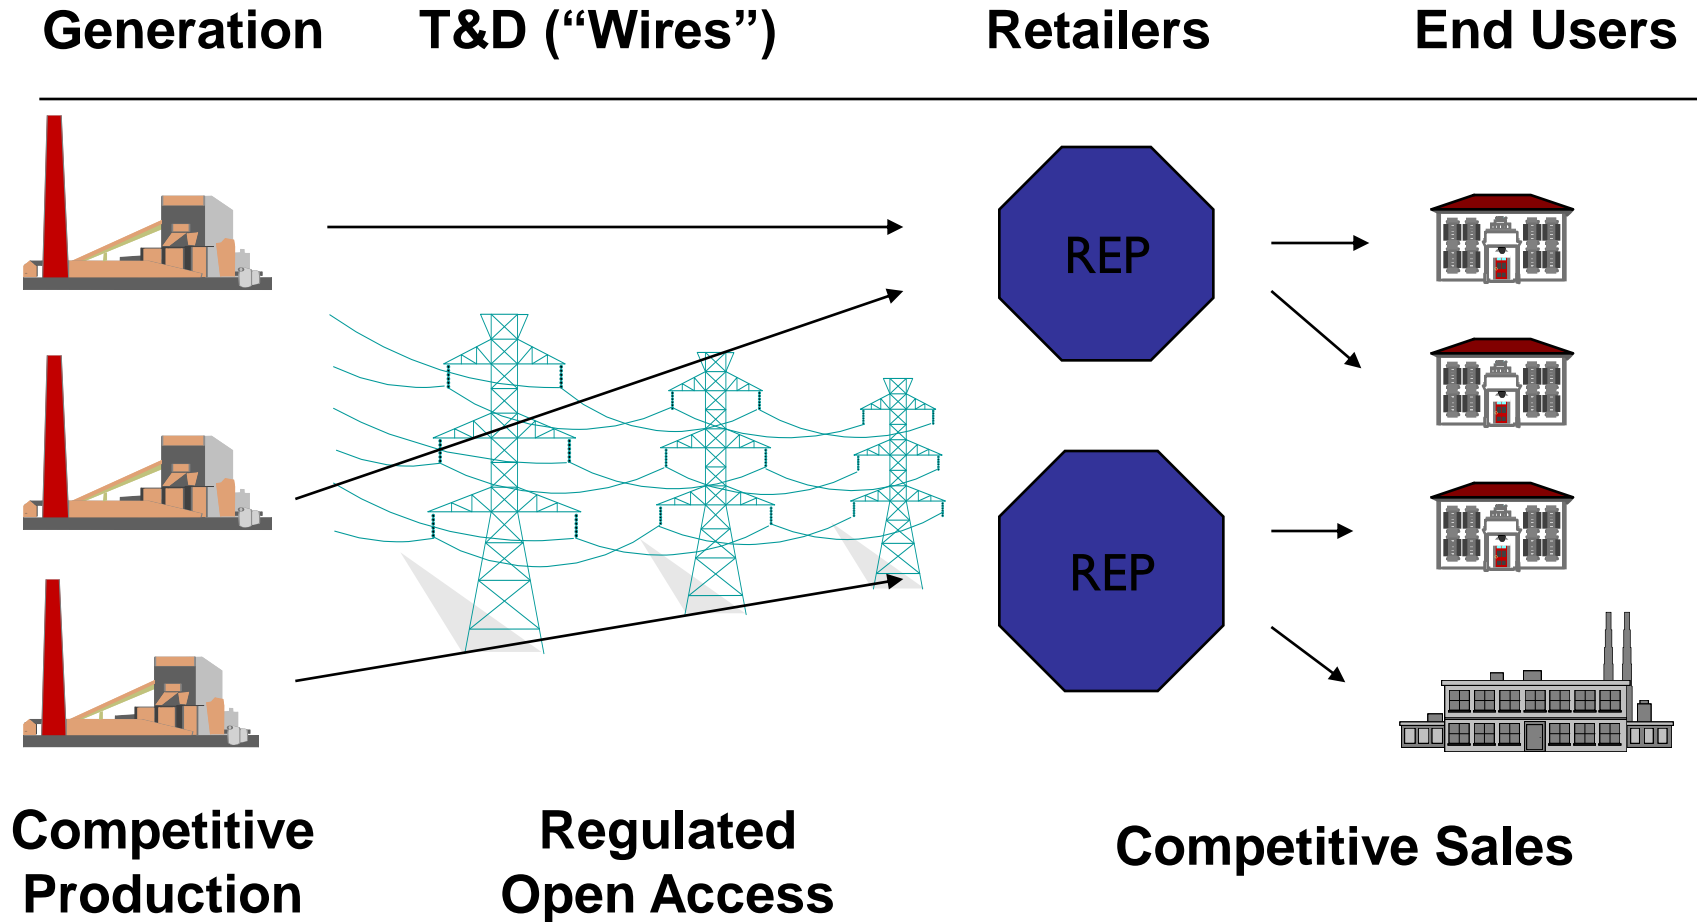 Generation
T&D (“Wires”)
Retailers
End Users
REP
REP
Competitive
Production
Regulated
Open Access
Competitive Sales